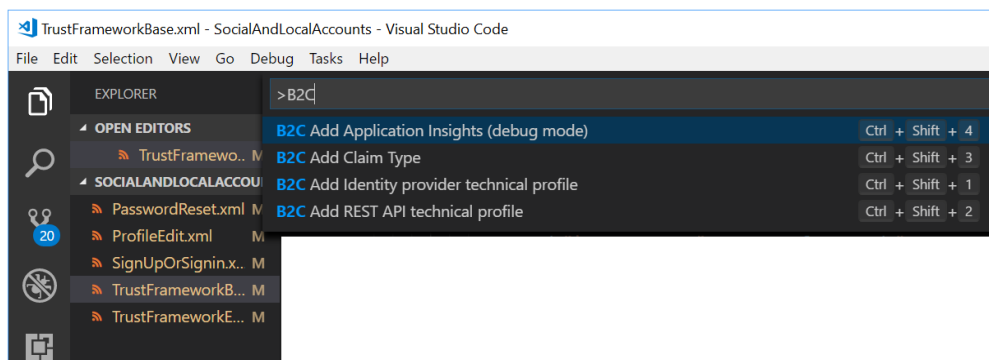 TrustFrameworkBase.xml - SocialAndLocalAccounts - Visual Studio Code
File Edit Selection View Go Debug Tasks Help
EXPLORER
>B2C
OPEN EDITORS
TrustFramewo.. M
SOCIALANDLOCALACCOU
PasswordReset.xml M
ProfileEdit.xml M
SignUpOrSignin.x.. M
TrustFrameworkB... M
TrustFrameworkE... M
20
B2C Add Application Insights (debug mode) Ctrl + Shift + 4
B2C Add Claim Type Ctrl + Shift + 3
B2C Add Identity provider technical profile Ctrl + Shift + 1
B2C Add REST API technical profile Ctrl + Shift + 2